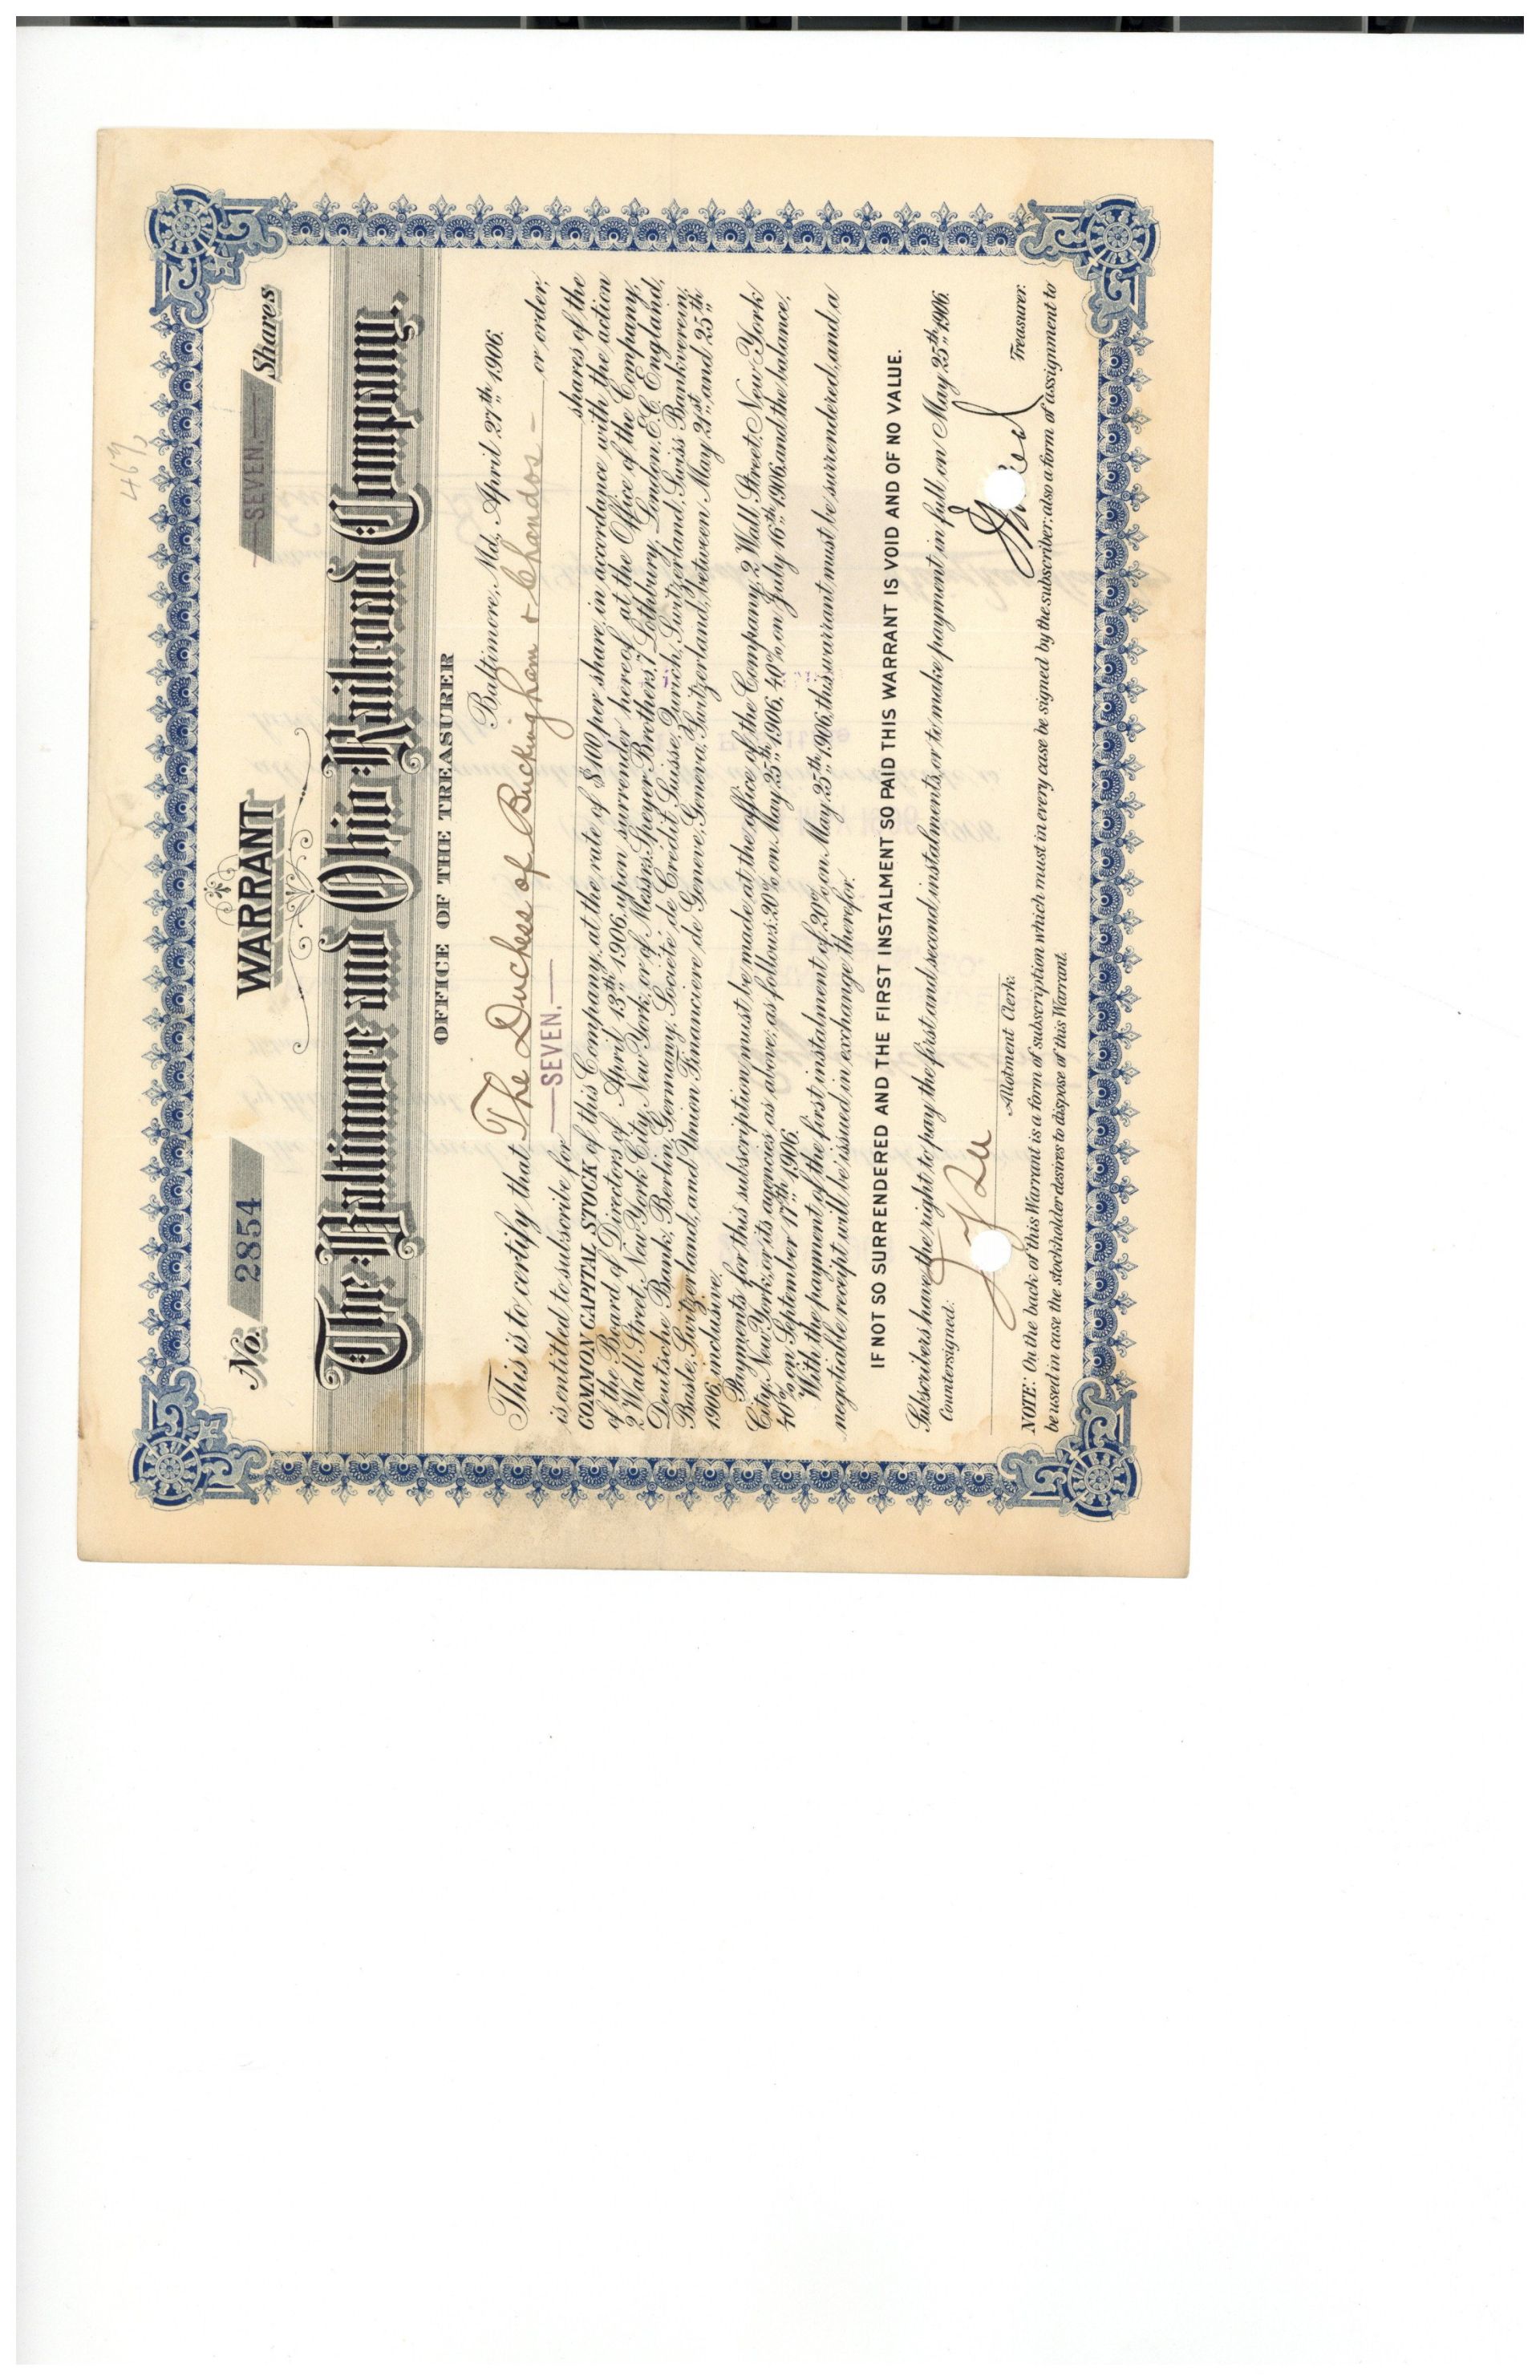 467
No. 2854
WARRANT
SEVEN. Shares
The Baltimore and Ohio Railroad Company.
OFFICE OF THE TREASURER
Baltimore, Md., April 27th 1906.
This is to certify that The Duchess of Buckingham & Chandos - or order,
is entitled to subscribe for SEVEN. shares of the
COMMON CAPITAL STOCK of this Company, at the rate of $100 per share, in accordance with the action
of the Board of Directors of April 13th 1906, upon surrender hereof at the Office of the Company,
2 Wall Street, New York City, New York, or of Messrs. Speyer Brothers, 7 Lothbury, London, E.C. England,
Deutsche Bank, Berlin, Germany, Société de Crédit Suisse, Zurich, Switzerland, Swiss Bankverein,
Basle, Switzerland, and Union Financiere de Geneve, Geneva, Switzerland, between May 21st and 25th
1906, inclusive.
Payments for this subscription must be made at the office of the Company, 2 Wall Street, New York
City, New York, or its agencies as above, as follows: 20% on May 25th 1906, 40% on July 16th 1906, and the balance,
40% on September 17th 1906.
With the payment of the first instalment of 20% on May 25th 1906, this warrant must be surrendered, and a
negotiable receipt will be issued in exchange therefor.
IF NOT SO SURRENDERED AND THE FIRST INSTALMENT SO PAID THIS WARRANT IS VOID AND OF NO VALUE.
Subscribers have the right to pay the first and second instalments, or to make payment in full, on May 25th 1906.
Countersigned:
Allotment Clerk.
Treasurer.
NOTE: On the back of this Warrant is a form of subscription which must in every case be signed by the subscriber: also a form of assignment to
be used in case the stockholder desires to dispose of this Warrant.